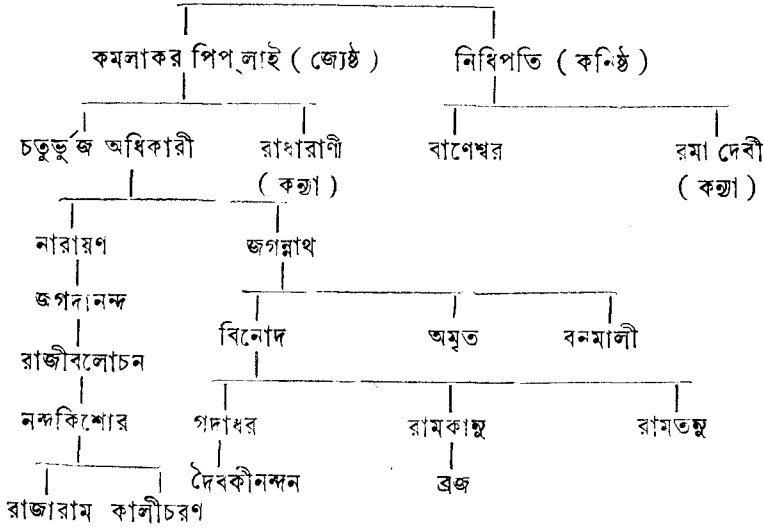 কমলাকর পিপ্‌লাই ( জ্যেষ্ঠ ) নিধিপতি ( কনিষ্ঠ )
চতুর্ভুজ অধিকারী রাধারাণী বাণেশ্বর রমা দেবী
( কন্যা ) ( কন্যা )
নারায়ণ জগন্নাথ
জগদানন্দ
বিনোদ অমৃত বনমালী
রাজীবলোচন
নন্দকিশোর গদাধর রামকানু রামতনু
দৈবকীনন্দন ব্রজ
রাজারাম কালীচরণ